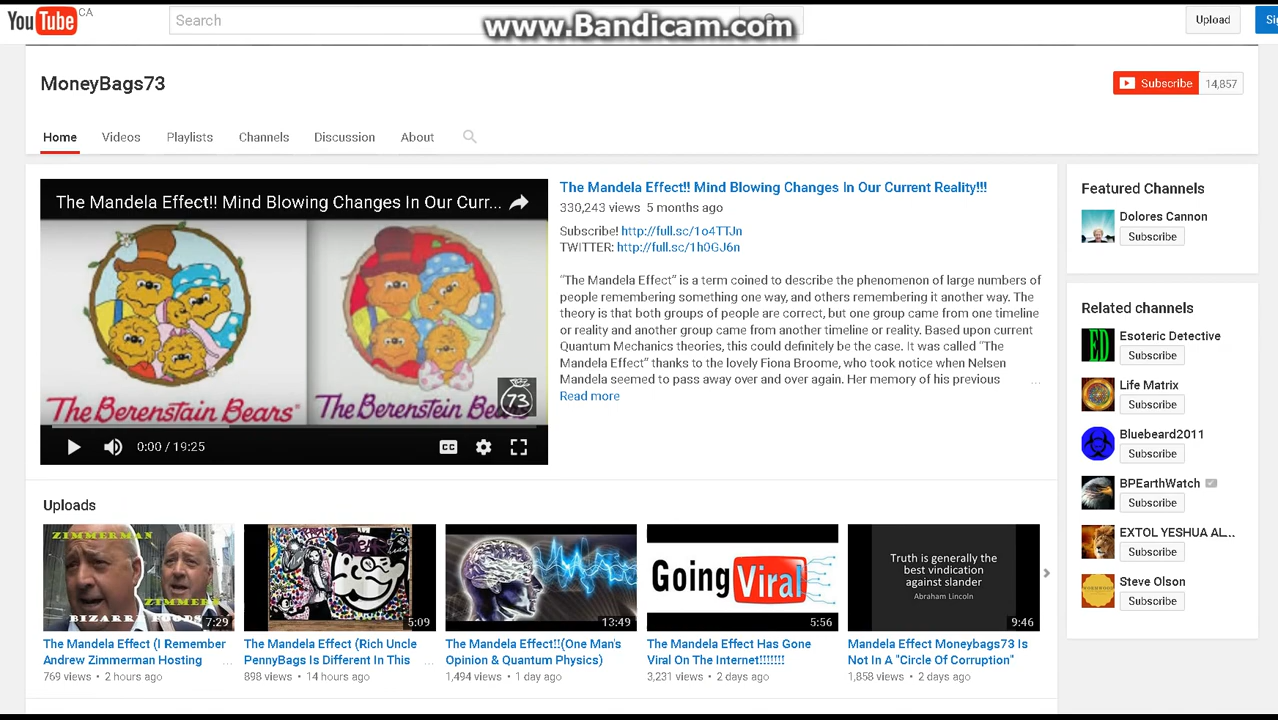 www.Bandicam.com
YouTube CA
Search
Upload
MoneyBags73
Subscribe 14,857
Home Videos Playlists Channels Discussion About
The Mandela Effect!! Mind Blowing Changes In Our Curr...
The Berenstain Bears
The Berenstein
73
0:00 / 19:25
CC
The Mandela Effect!! Mind Blowing Changes In Our Current Reality!!!
330,243 views 5 months ago
Subscribe! http://full.sc/1o4TTJn
TWITTER: http://full.sc/1h0GJ6n
"The Mandela Effect" is a term coined to describe the phenomenon of large numbers of
people remembering something one way, and others remembering it another way. The
theory is that both groups of people are correct, but one group came from one timeline
or reality and another group came from another timeline or reality. Based upon current
Quantum Mechanics theories, this could definitely be the case. It was called "The
Mandela Effect" thanks to the lovely Fiona Broome, who took notice when Nelsen
Mandela seemed to pass away over and over again. Her memory of his previous ...
Read more
Featured Channels
Dolores Cannon
Subscribe
Related channels
ED
Esoteric Detective
Subscribe
Life Matrix
Subscribe
Bluebeard2011
Subscribe
BPEarthWatch
Subscribe
EXTOL YESHUA AL...
Subscribe
Steve Olson
Subscribe
Uploads
ZIMMERMAN
ZIMMERN
BIZARRE FOODS
7:29
The Mandela Effect (I Remember
Andrew Zimmerman Hosting ...
769 views • 2 hours ago
5:09
The Mandela Effect (Rich Uncle
PennyBags Is Different In This ...
898 views • 14 hours ago
13:49
The Mandela Effect!!(One Man's
Opinion & Quantum Physics)
1,494 views • 1 day ago
Going Viral
5:56
The Mandela Effect Has Gone
Viral On The Internet!!!!!!!
3,231 views • 2 days ago
Truth is generally the
best vindication
against slander
Abraham Lincoln
9:46
Mandela Effect Moneybags73 Is
Not In A "Circle Of Corruption"
1,858 views • 2 days ago